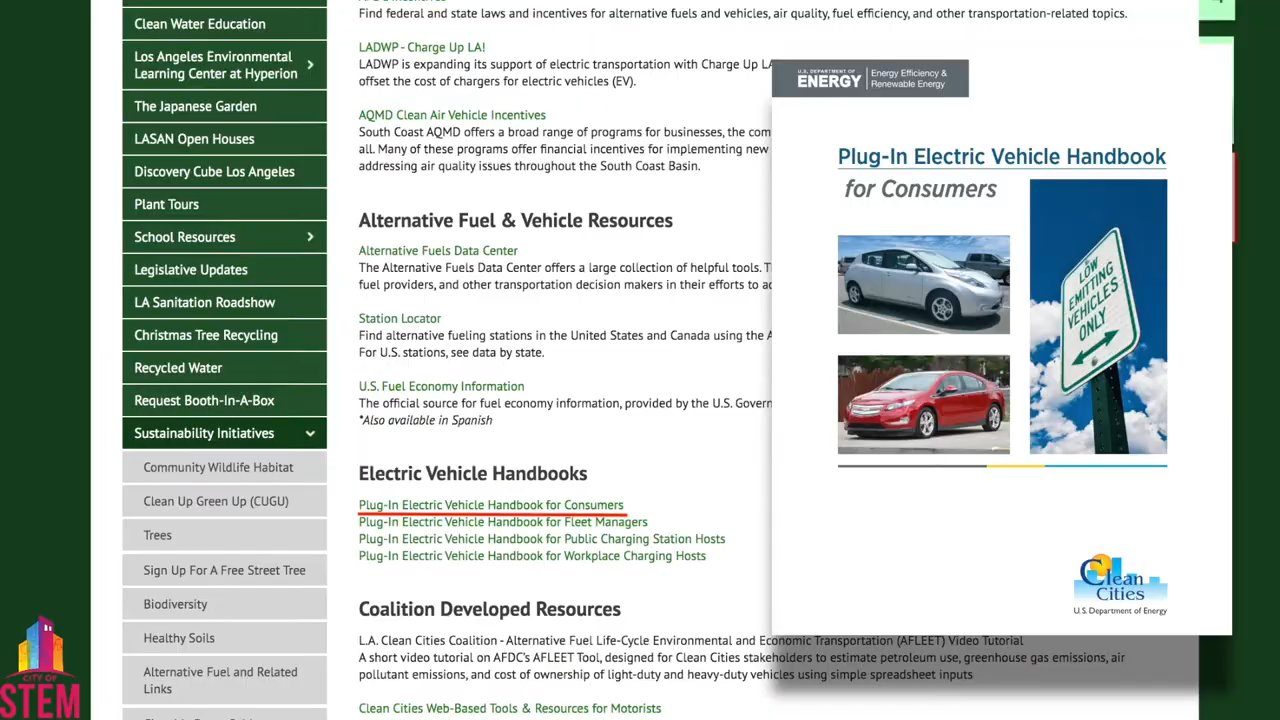 Clean Water Education
Los Angeles Environmental
Learning Center at Hyperion
The Japanese Garden
LASAN Open Houses
Discovery Cube Los Angeles
Plant Tours
School Resources
Legislative Updates
LA Sanitation Roadshow
Christmas Tree Recycling
Recycled Water
Request Booth-In-A-Box
Sustainability Initiatives
Community Wildlife Habitat
Clean Up Green Up (CUGU)
Trees
Sign Up For A Free Street Tree
Biodiversity
Healthy Soils
Alternative Fuel and Related
Links
Find federal and state laws and incentives for alternative fuels and vehicles, air quality, fuel efficiency, and other transportation-related topics.
LADWP - Charge Up LA!
LADWP is expanding its support of electric transportation with Charge Up LA
offset the cost of chargers for electric vehicles (EV).
AQMD Clean Air Vehicle Incentives
South Coast AQMD offers a broad range of programs for businesses, the com
all. Many of these programs offer financial incentives for implementing new
addressing air quality issues throughout the South Coast Basin.
Alternative Fuel & Vehicle Resources
Alternative Fuels Data Center
The Alternative Fuels Data Center offers a large collection of helpful tools. T
fuel providers, and other transportation decision makers in their efforts to
Station Locator
Find alternative fueling stations in the United States and Canada using the A
For U.S. stations, see data by state.
U.S. Fuel Economy Information
The official source for fuel economy information, provided by the U.S. Govern
*Also available in Spanish
Electric Vehicle Handbooks
Plug-In Electric Vehicle Handbook for Consumers
Plug-In Electric Vehicle Handbook for Fleet Managers
Plug-In Electric Vehicle Handbook for Public Charging Station Hosts
Plug-In Electric Vehicle Handbook for Workplace Charging Hosts
Coalition Developed Resources
L.A. Clean Cities Coalition - Alternative Fuel Life-Cycle Environmental and Economic Transportation (AFLEET) Video Tutorial
A short video tutorial on AFDC's AFLEET Tool, designed for Clean Cities stakeholders to estimate petroleum use, greenhouse gas emissions, air
pollutant emissions, and cost of ownership of light-duty and heavy-duty vehicles using simple spreadsheet inputs
Clean Cities Web-Based Tools & Resources for Motorists
U.S. DEPARTMENT OF
ENERGY
Energy Efficiency &
Renewable Energy
Plug-In Electric Vehicle Handbook
for Consumers
LOW
EMITTING
VEHICLES
ONLY
Clean
Cities
U.S. Department of Energy
CITY OF
STEM